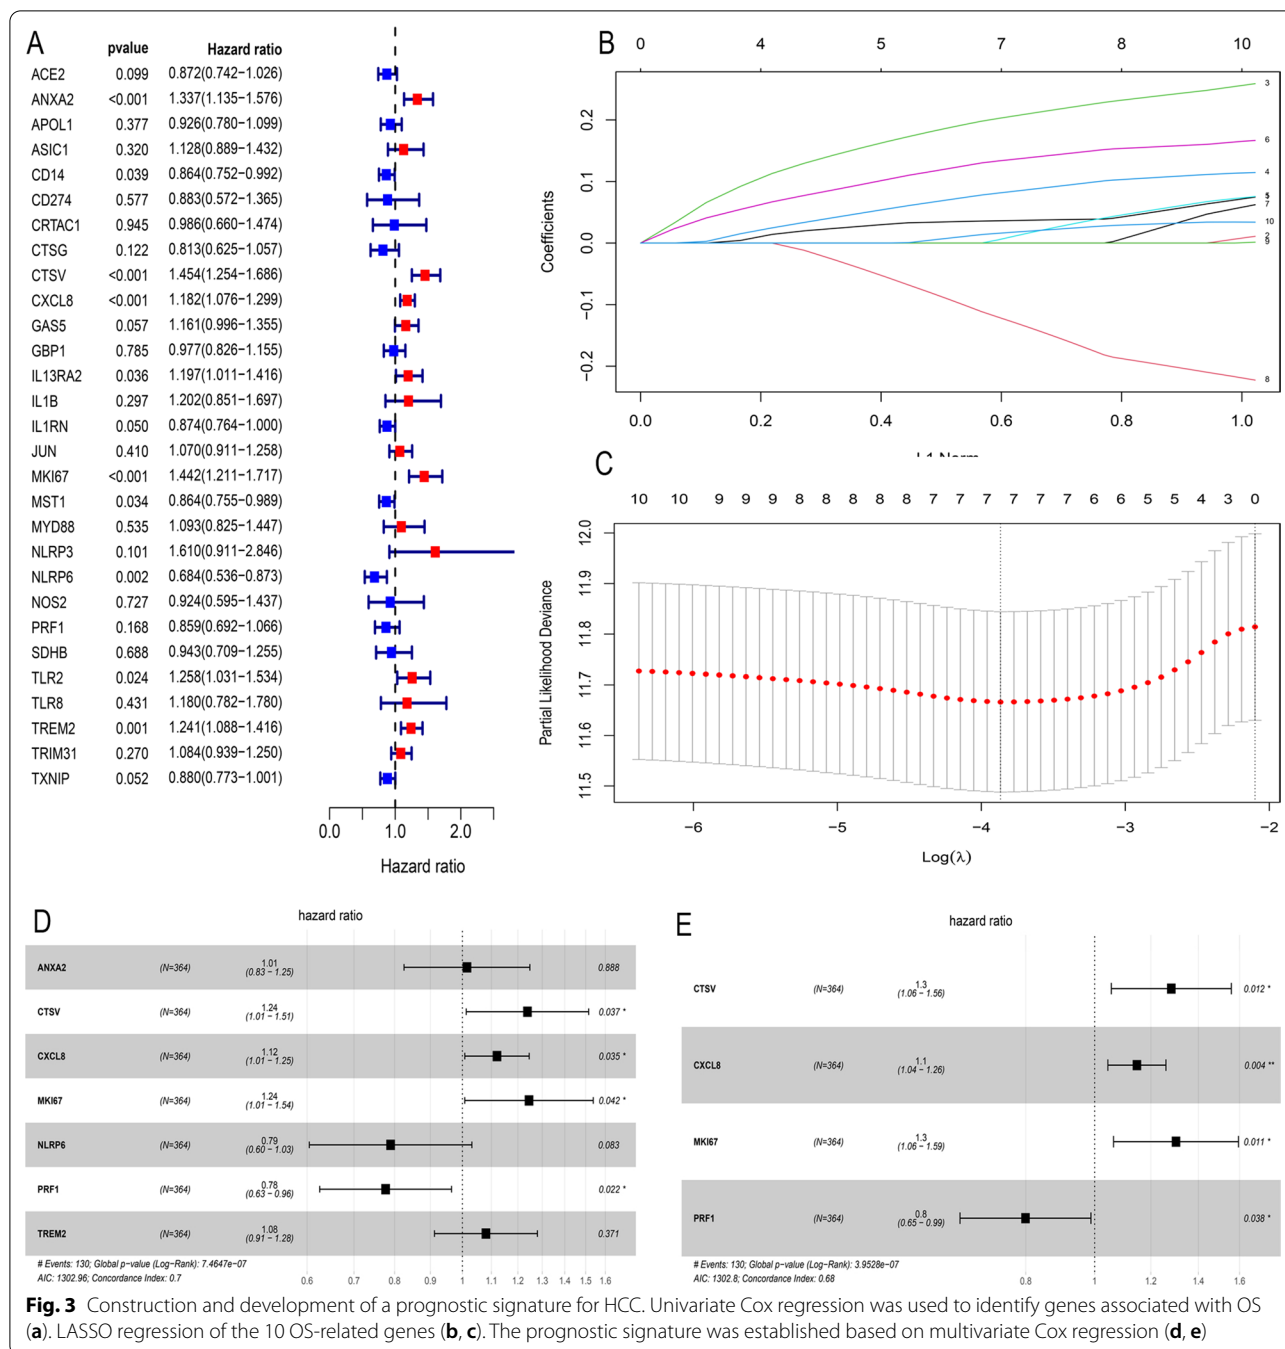 A
pvalue Hazard ratio
ACE2 0.099 0.872(0.742−1.026)
ANXA2 <0.001 1.337(1.135−1.576)
APOL1 0.377 0.926(0.780−1.099)
ASIC1 0.320 1.128(0.889−1.432)
CD14 0.039 0.864(0.752−0.992)
CD274 0.577 0.883(0.572−1.365)
CRTAC1 0.945 0.986(0.660−1.474)
CTSG 0.122 0.813(0.625−1.057)
CTSV <0.001 1.454(1.254−1.686)
CXCL8 <0.001 1.182(1.076−1.299)
GAS5 0.057 1.161(0.996−1.355)
GBP1 0.785 0.977(0.826−1.155)
IL13RA2 0.036 1.197(1.011−1.416)
IL1B 0.297 1.202(0.851−1.697)
IL1RN 0.050 0.874(0.764−1.000)
JUN 0.410 1.070(0.911−1.258)
MKI67 <0.001 1.442(1.211−1.717)
MST1 0.034 0.864(0.755−0.989)
MYD88 0.535 1.093(0.825−1.447)
NLRP3 0.101 1.610(0.911−2.846)
NLRP6 0.002 0.684(0.536−0.873)
NOS2 0.727 0.924(0.595−1.437)
PRF1 0.168 0.859(0.692−1.066)
SDHB 0.688 0.943(0.709−1.255)
TLR2 0.024 1.258(1.031−1.534)
TLR8 0.431 1.180(0.782−1.780)
TREM2 0.001 1.241(1.088−1.416)
TRIM31 0.270 1.084(0.939−1.250)
TXNIP 0.052 0.880(0.773−1.001)
0.0 1.0 2.0
Hazard ratio
B
0 4 5 7 8 10
Coefficients
0.2
0.1
0.0
−0.1
−0.2
3
6
4
7
10
2
9
8
0.0 0.2 0.4 0.6 0.8 1.0
L1 Norm
C
10 10 9 9 9 8 8 8 8 8 7 7 7 7 7 7 6 6 5 5 4 3 0
Partial Likelihood Deviance
12.0
11.9
11.8
11.7
11.6
11.5
−6 −5 −4 −3 −2
Log(λ)
D
hazard ratio
ANXA2 (N=364) 1.01 (0.83 − 1.25) 0.888
CTSV (N=364) 1.24 (1.01 − 1.51) 0.037 *
CXCL8 (N=364) 1.12 (1.01 − 1.25) 0.035 *
MKI67 (N=364) 1.24 (1.01 − 1.54) 0.042 *
NLRP6 (N=364) 0.79 (0.60 − 1.03) 0.083
PRF1 (N=364) 0.78 (0.63 − 0.96) 0.022 *
TREM2 (N=364) 1.08 (0.91 − 1.28) 0.371
# Events: 130; Global p−value (Log−Rank): 7.4647e−07
AIC: 1302.96; Concordance Index: 0.7
0.6 0.7 0.8 0.9 1 1.1 1.2 1.3 1.4 1.5 1.6
E
hazard ratio
CTSV (N=364) 1.3 (1.06 − 1.56) 0.012 *
CXCL8 (N=364) 1.1 (1.04 − 1.26) 0.004 **
MKI67 (N=364) 1.3 (1.06 − 1.59) 0.011 *
PRF1 (N=364) 0.8 (0.65 − 0.99) 0.038 *
# Events: 130; Global p−value (Log−Rank): 3.9528e−07
AIC: 1302.8; Concordance Index: 0.68
0.8 1 1.2 1.4 1.6
Fig. 3 Construction and development of a prognostic signature for HCC. Univariate Cox regression was used to identify genes associated with OS
(a). LASSO regression of the 10 OS-related genes (b, c). The prognostic signature was established based on multivariate Cox regression (d, e)